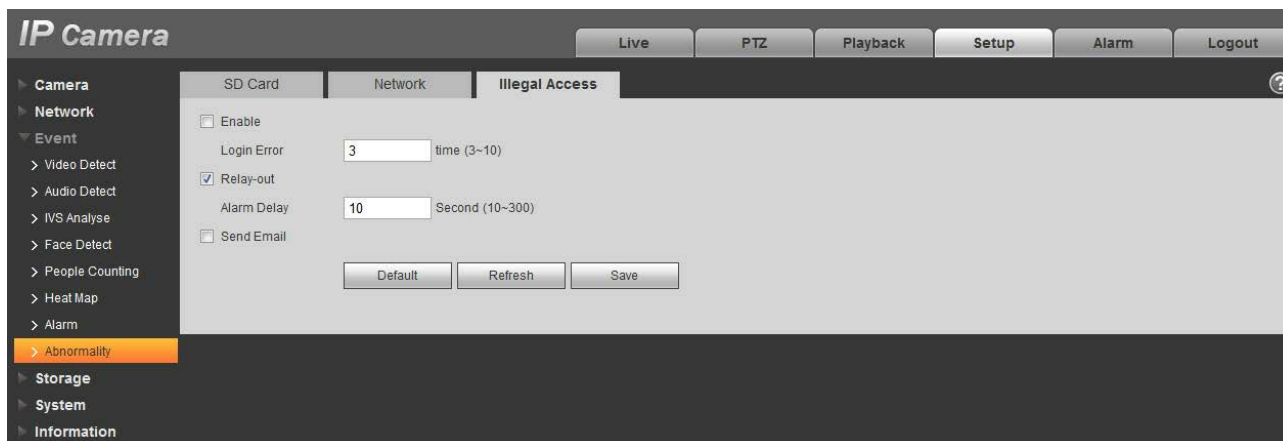 IP Camera
Live PTZ Playback Setup Alarm Logout
Camera
Network
Event
> Video Detect
> Audio Detect
> IVS Analyse
> Face Detect
> People Counting
> Heat Map
> Alarm
> Abnormality
Storage
System
Information
SD Card Network Illegal Access
?
Enable
Login Error 3 time (3~10)
Relay-out
Alarm Delay 10 Second (10~300)
Send Email
Default Refresh Save